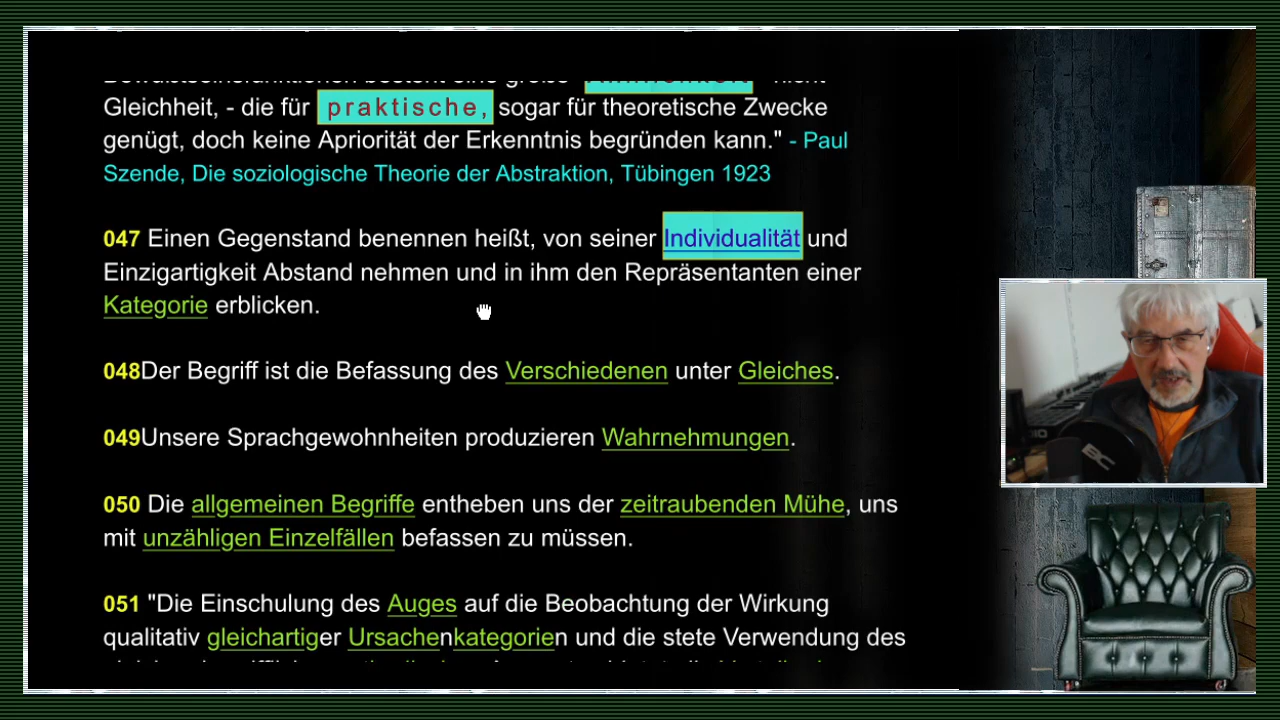 Gleichheit, - die für praktische, sogar für theoretische Zwecke
genügt, doch keine Apriorität der Erkenntnis begründen kann." - Paul
Szende, Die soziologische Theorie der Abstraktion, Tübingen 1923
047 Einen Gegenstand benennen heißt, von seiner Individualität und
Einzigartigkeit Abstand nehmen und in ihm den Repräsentanten einer
Kategorie erblicken.
048Der Begriff ist die Befassung des Verschiedenen unter Gleiches.
049Unsere Sprachgewohnheiten produzieren Wahrnehmungen.
050 Die allgemeinen Begriffe entheben uns der zeitraubenden Mühe, uns
mit unzähligen Einzelfällen befassen zu müssen.
051 "Die Einschulung des Auges auf die Beobachtung der Wirkung
qualitativ gleichartiger Ursachenkategorien und die stete Verwendung des